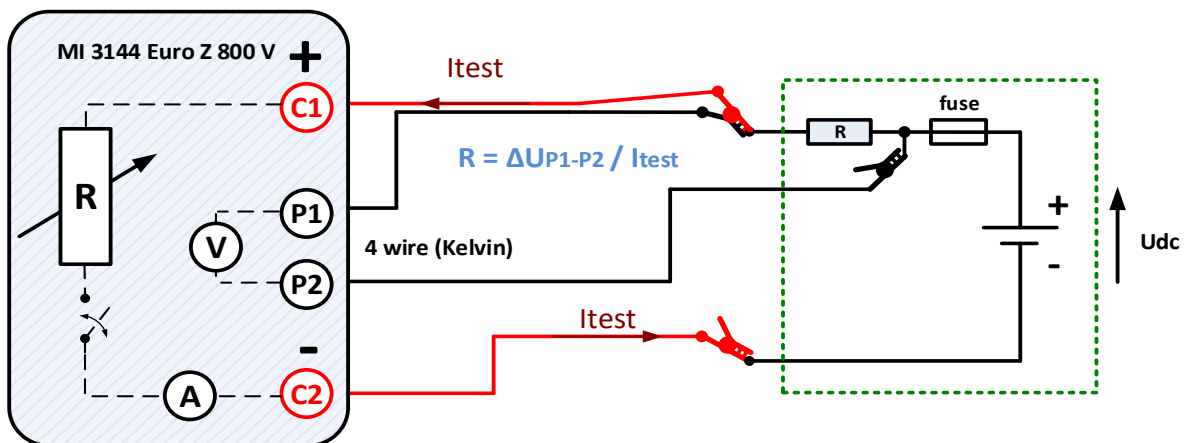 MI 3144 Euro Z 800 V
+
Itest
C1
fuse
R
R = ΔUP1-P2 / Itest
R
P1
V
4 wire (Kelvin)
P2
+
-
Udc
Itest
-
A
C2